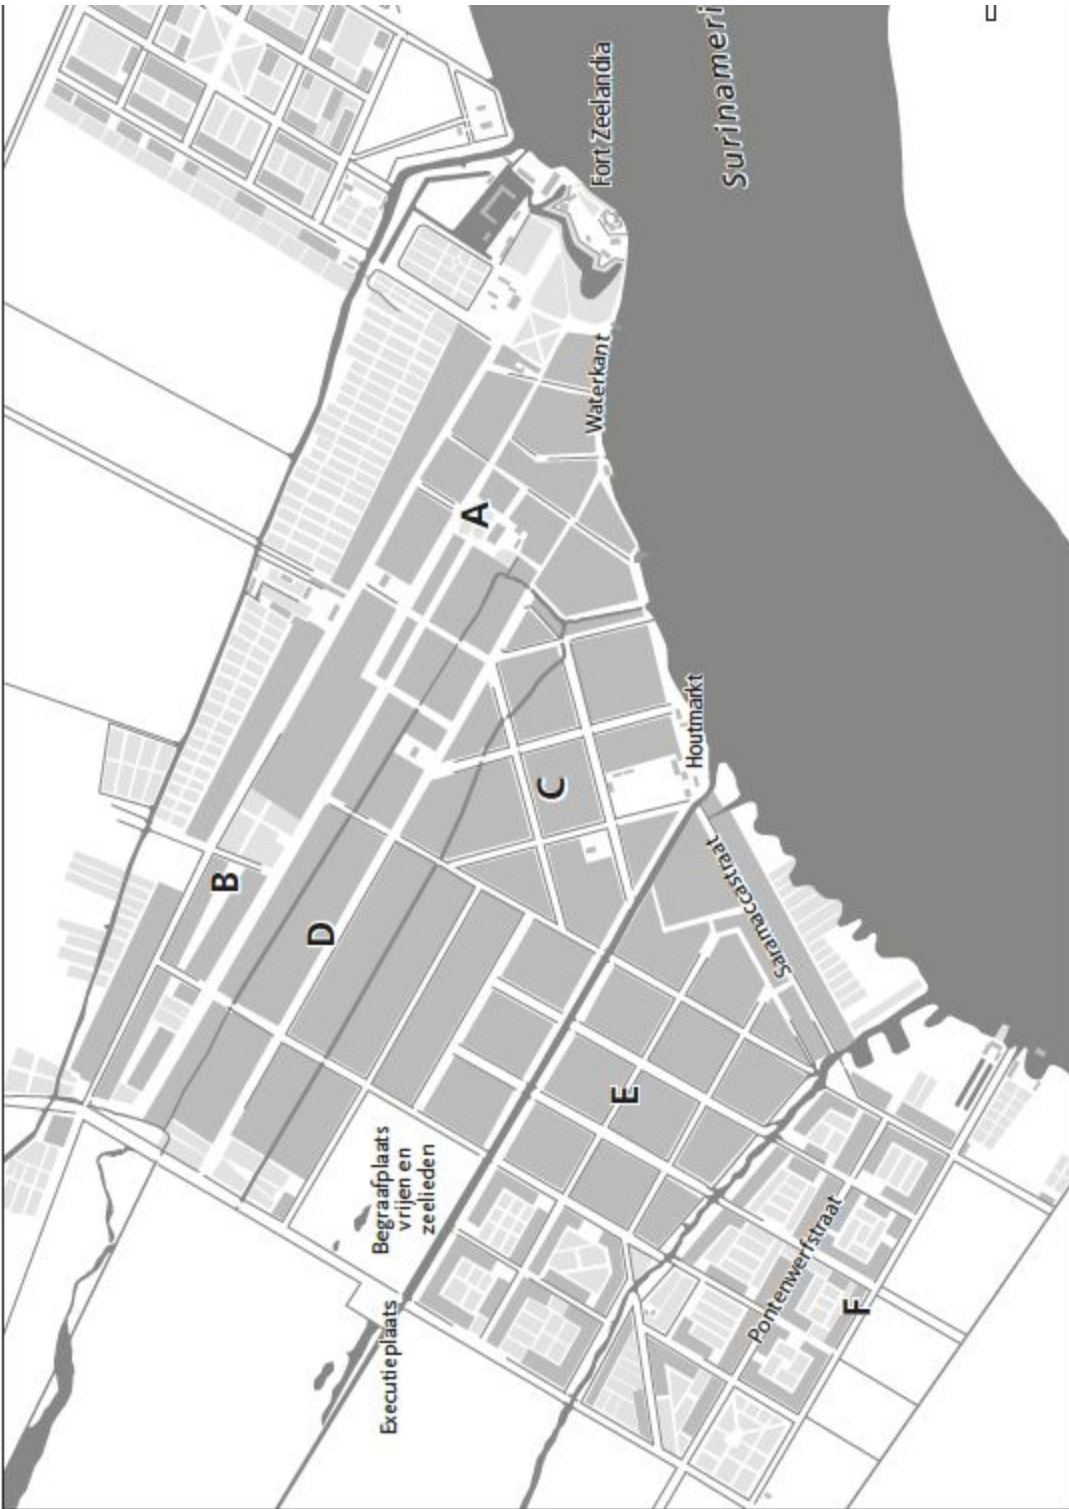 Fort Zeelandia
Surinameri
Waterkant
A
Houtmarkt
C
B
D
Saramaccastraat
E
Begraafplaats
vrijen en
zeelieden
Executieplaats
Pontenwerfstraat
F